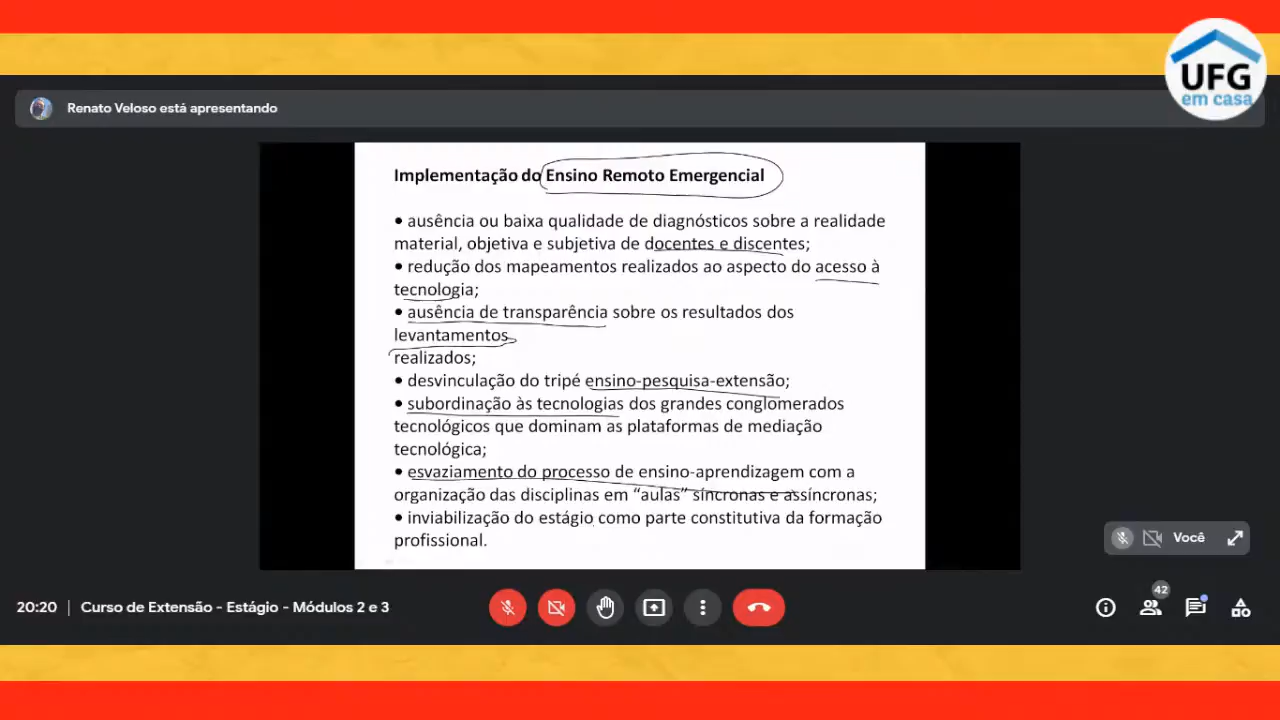 UFG
em casa
Renato Veloso está apresentando
Implementação do Ensino Remoto Emergencial
• ausência ou baixa qualidade de diagnósticos sobre a realidade
material, objetiva e subjetiva de docentes e discentes;
• redução dos mapeamentos realizados ao aspecto do acesso à
tecnologia;
• ausência de transparência sobre os resultados dos
levantamentos
realizados;
• desvinculação do tripé ensino-pesquisa-extensão;
• subordinação às tecnologias dos grandes conglomerados
tecnológicos que dominam as plataformas de mediação
tecnológica;
• esvaziamento do processo de ensino-aprendizagem com a
organização das disciplinas em “aulas” síncronas e assíncronas;
• inviabilização do estágio como parte constitutiva da formação
profissional.
Você
20:20 | Curso de Extensão - Estágio - Módulos 2 e 3
42